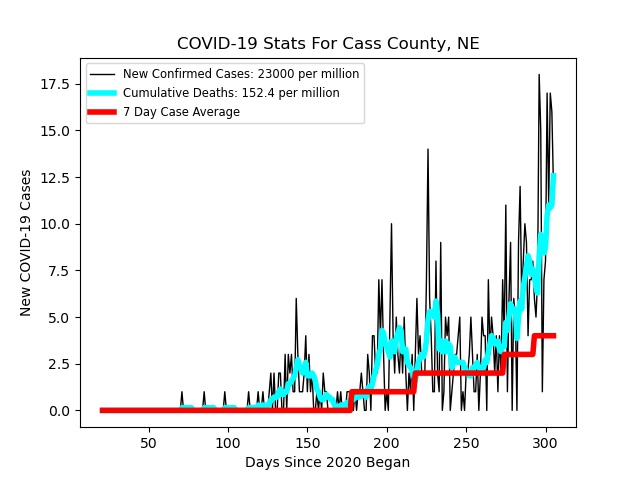 COVID-19 Stats For Cass County, NE
New Confirmed Cases: 23000 per million
Cumulative Deaths: 152.4 per million
7 Day Case Average
17.5
15.0
12.5
10.0
7.5
5.0
2.5
0.0
New COVID-19 Cases
50 100 150 200 250 300
Days Since 2020 Began